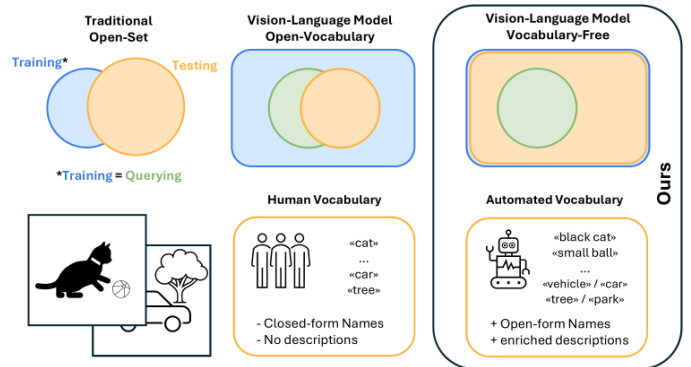 Traditional
Open-Set
Vision-Language Model
Open-Vocabulary
Vision-Language Model
Vocabulary-Free
Training*
Testing
*Training = Querying
Ours
Human Vocabulary
Automated Vocabulary
«cat»
...
«car»
«tree»
- Closed-form Names
- No descriptions
«black cat»
«small ball»
...
«vehicle» / «car»
«tree» / «park»
+ Open-form Names
+ enriched descriptions